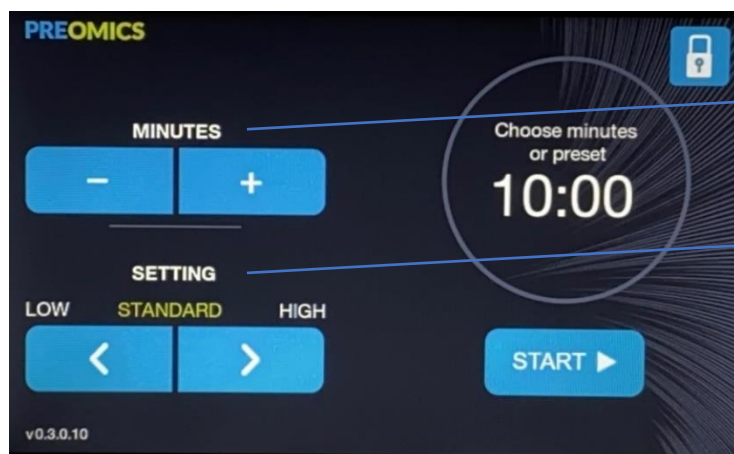 PREOMICS
MINUTES
− +
Choose minutes
or preset
10:00
SETTING
LOW STANDARD HIGH
< >
START ▶
v0.3.0.10